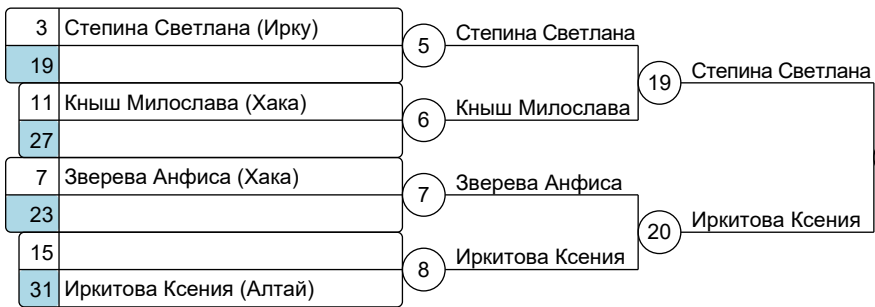 3 Степина Светлана (Ирку)
19
11 Кныш Милослава (Хака)
27
7 Зверева Анфиса (Хака)
23
15
31 Иркитова Ксения (Алтай)
5 Степина Светлана
6 Кныш Милослава
7 Зверева Анфиса
8 Иркитова Ксения
19 Степина Светлана
20 Иркитова Ксения